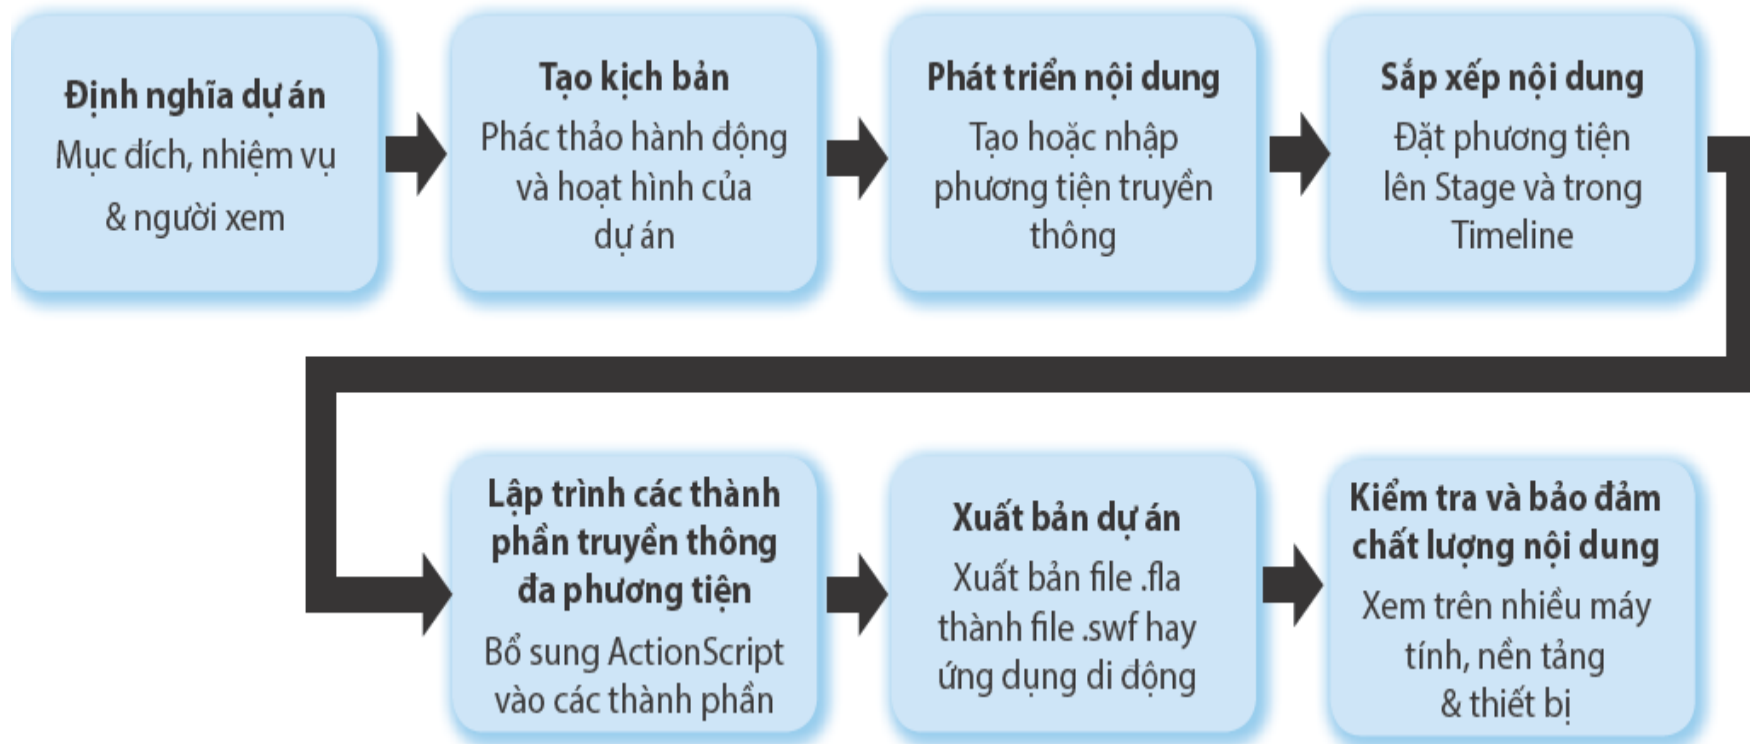 Định nghĩa dự án
Mục đích, nhiệm vụ
& người xem
Tạo kịch bản
Phác thảo hành động
và hoạt hình của
dự án
Phát triển nội dung
Tạo hoặc nhập
phương tiện truyền
thông
Sắp xếp nội dung
Đặt phương tiện
lên Stage và trong
Timeline
Lập trình các thành
phần truyền thông
đa phương tiện
Bổ sung ActionScript
vào các thành phần
Xuất bản dự án
Xuất bản file .fla
thành file .swf hay
ứng dụng di động
Kiểm tra và bảo đảm
chất lượng nội dung
Xem trên nhiều máy
tính, nền tảng
& thiết bị